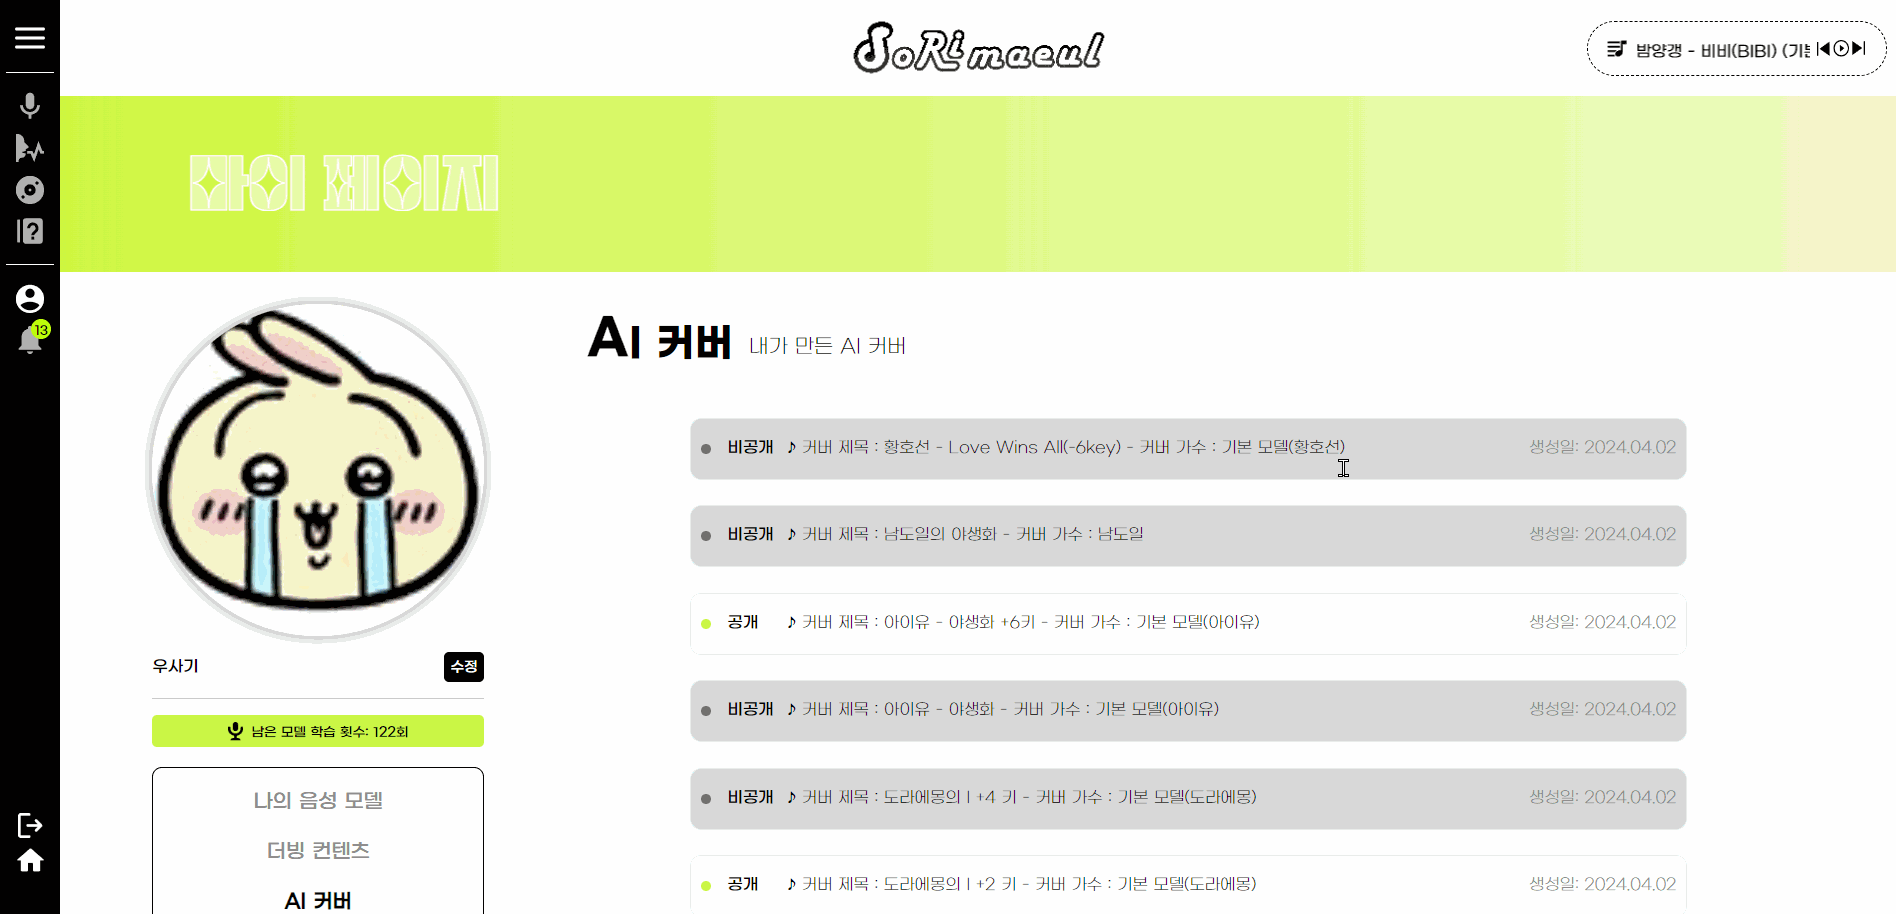 SoRimaeul
밤양갱 - 비비(BIBI) (기본
마이 페이지
13
AI 커버 내가 만든 AI 커버
비공개 ♪ 커버 제목 : 황호선 - Love Wins All(-6key) - 커버 가수 : 기본 모델(황호선) 생성일: 2024.04.02
비공개 ♪ 커버 제목 : 남도일의 야생화 - 커버 가수 : 남도일 생성일: 2024.04.02
공개 ♪ 커버 제목 : 아이유 - 야생화 +6키 - 커버 가수 : 기본 모델(아이유) 생성일: 2024.04.02
비공개 ♪ 커버 제목 : 아이유 - 야생화 - 커버 가수 : 기본 모델(아이유) 생성일: 2024.04.02
비공개 ♪ 커버 제목 : 도라에몽의 I +4 키 - 커버 가수 : 기본 모델(도라에몽) 생성일: 2024.04.02
공개 ♪ 커버 제목 : 도라에몽의 I +2 키 - 커버 가수 : 기본 모델(도라에몽) 생성일: 2024.04.02
우사기
수정
남은 모델 학습 횟수: 122회
나의 음성 모델
더빙 컨텐츠
AI 커버